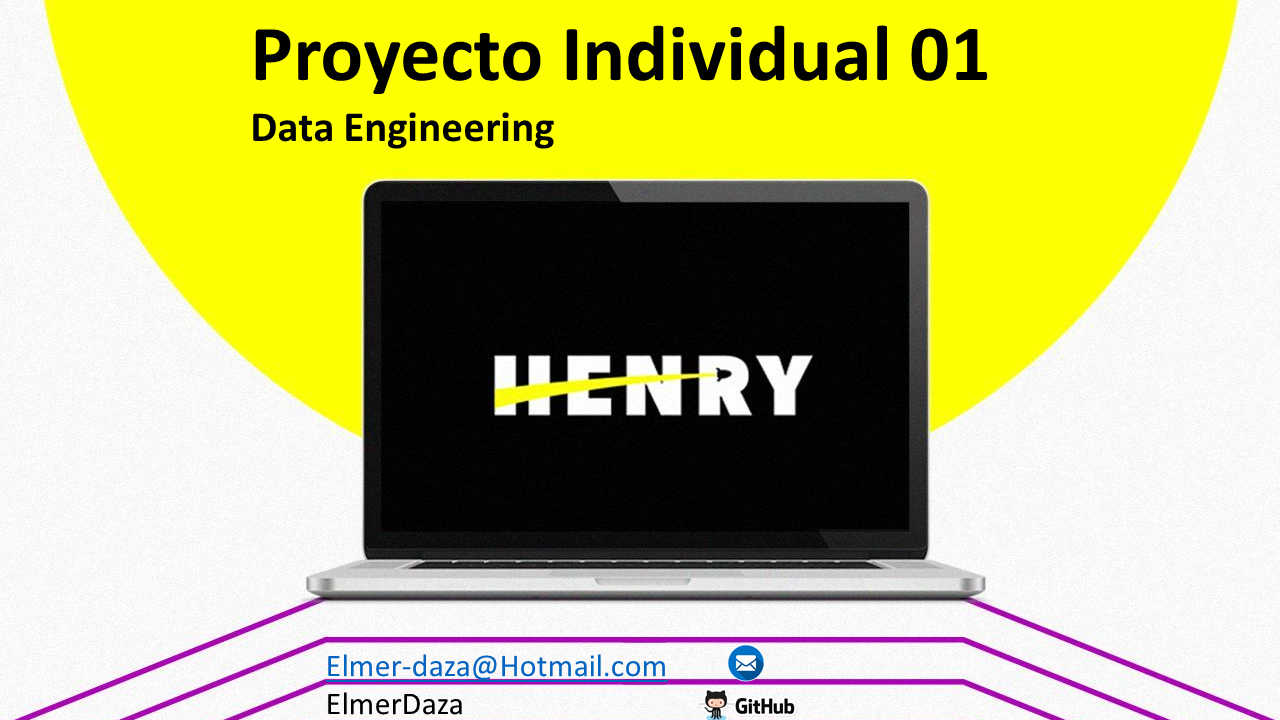 Proyecto Individual 01
Data Engineering
HENRY
Elmer-daza@Hotmail.com
ElmerDaza
GitHub